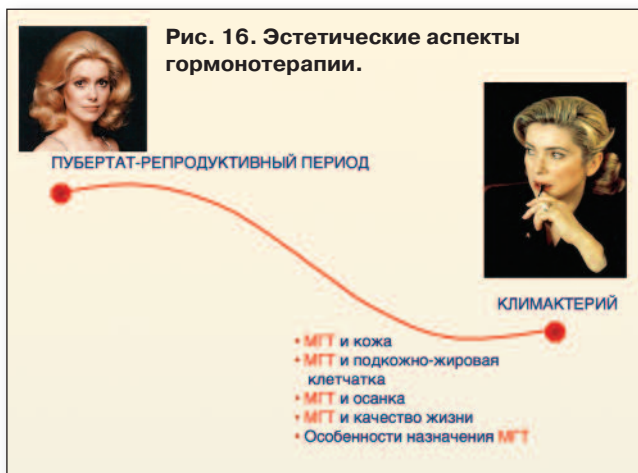 Рис. 16. Эстетические аспекты
гормонотерапии.
ПУБЕРТАТ-РЕПРОДУКТИВНЫЙ ПЕРИОД
КЛИМАКТЕРИЙ
• МГТ и кожа
• МГТ и подкожно-жировая
клетчатка
• МГТ и осанка
• МГТ и качество жизни
• Особенности назначения МГТ